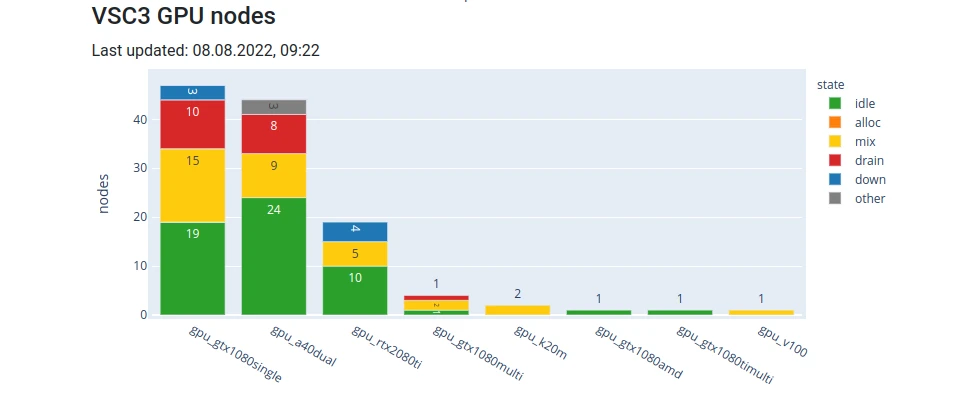 VSC3 GPU nodes
Last updated: 08.08.2022, 09:22
state
idle
alloc
mix
drain
down
other
nodes
40
30
20
10
0
3
10
15
19
3
8
9
24
4
5
10
1
2
1
2
1
1
1
gpu_gtx1080single
gpu_a40dual
gpu_rtx2080ti
gpu_gtx1080multi
gpu_k20m
gpu_gtx1080amd
gpu_gtx1080timulti
gpu_v100